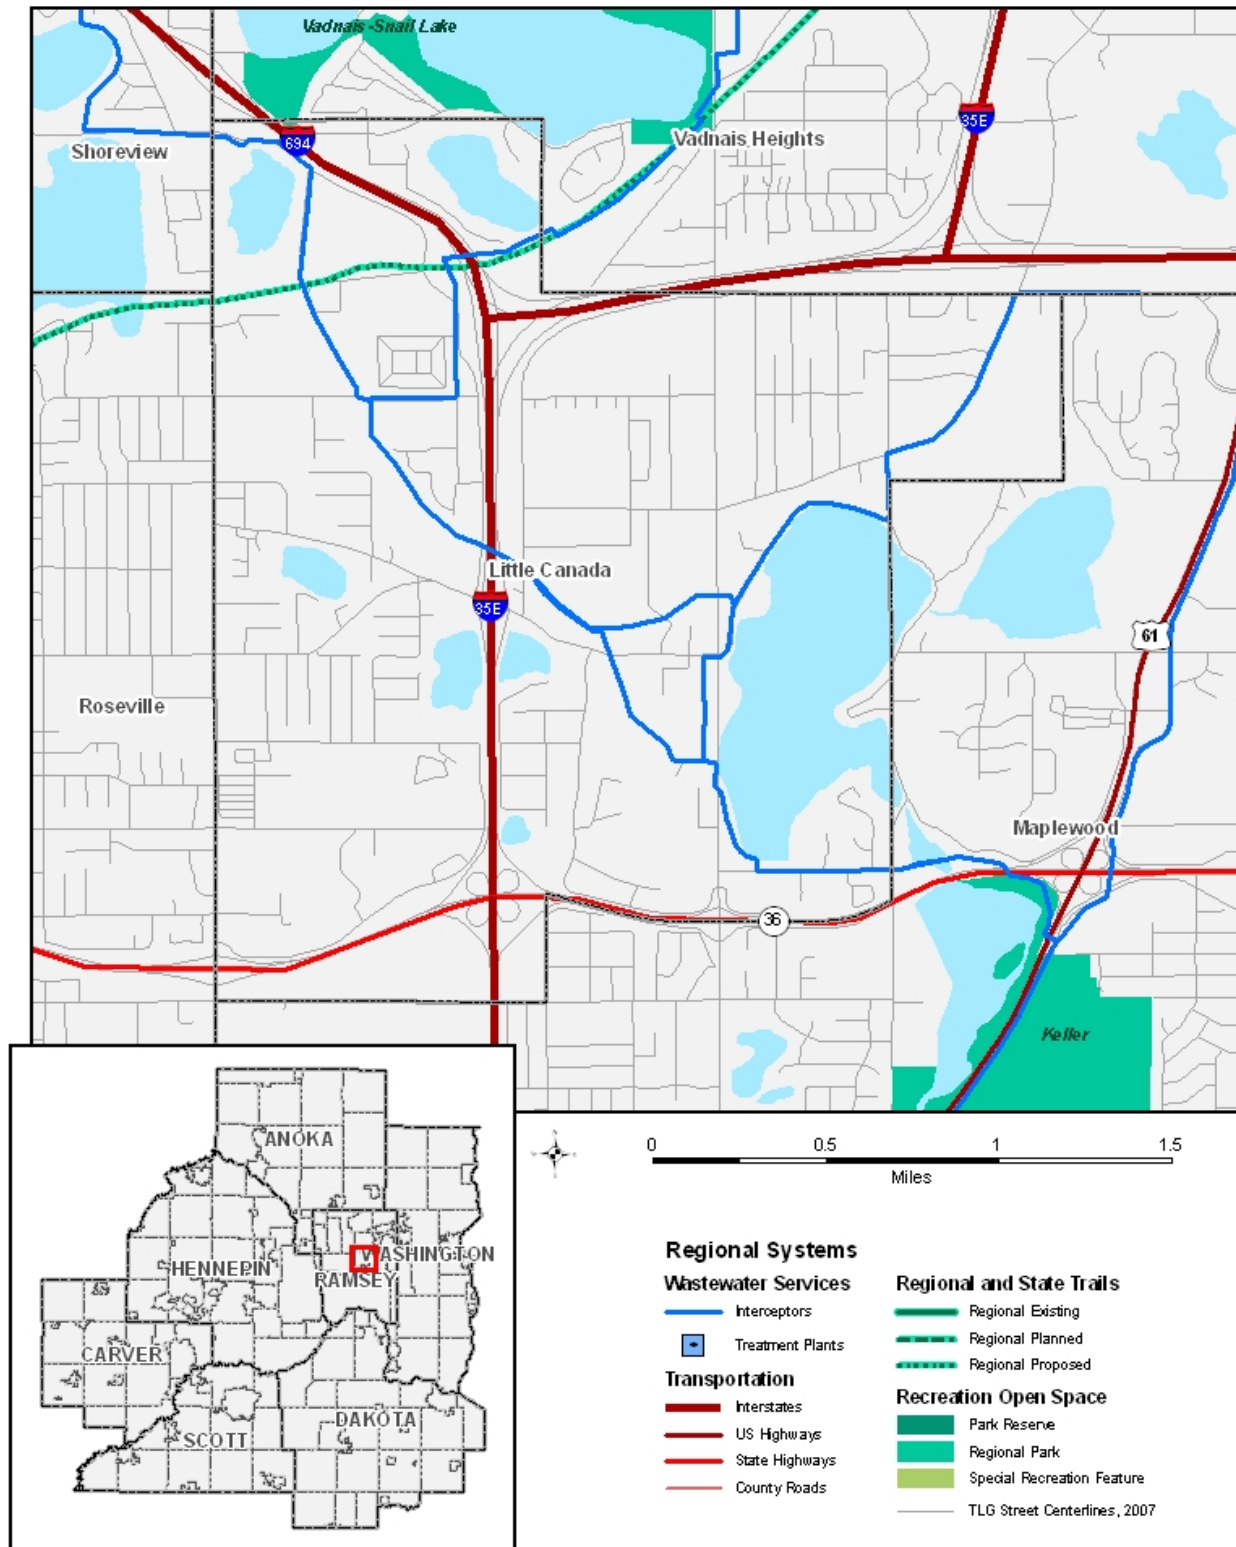 Vadnais-Snail Lake
35E
Shoreview
694
Vadnais Heights
Little Canada
35E
61
Roseville
Maplewood
36
Keller
ANOKA
WASHINGTON
HENNEPIN
RAMSEY
CARVER
DAKOTA
SCOTT
0 0.5 1 1.5
Miles
Regional Systems
Wastewater Services
Interceptors
Treatment Plants
Transportation
Interstates
US Highways
State Highways
County Roads
Regional and State Trails
Regional Existing
Regional Planned
Regional Proposed
Recreation Open Space
Park Reserve
Regional Park
Special Recreation Feature
TLG Street Centerlines, 2007